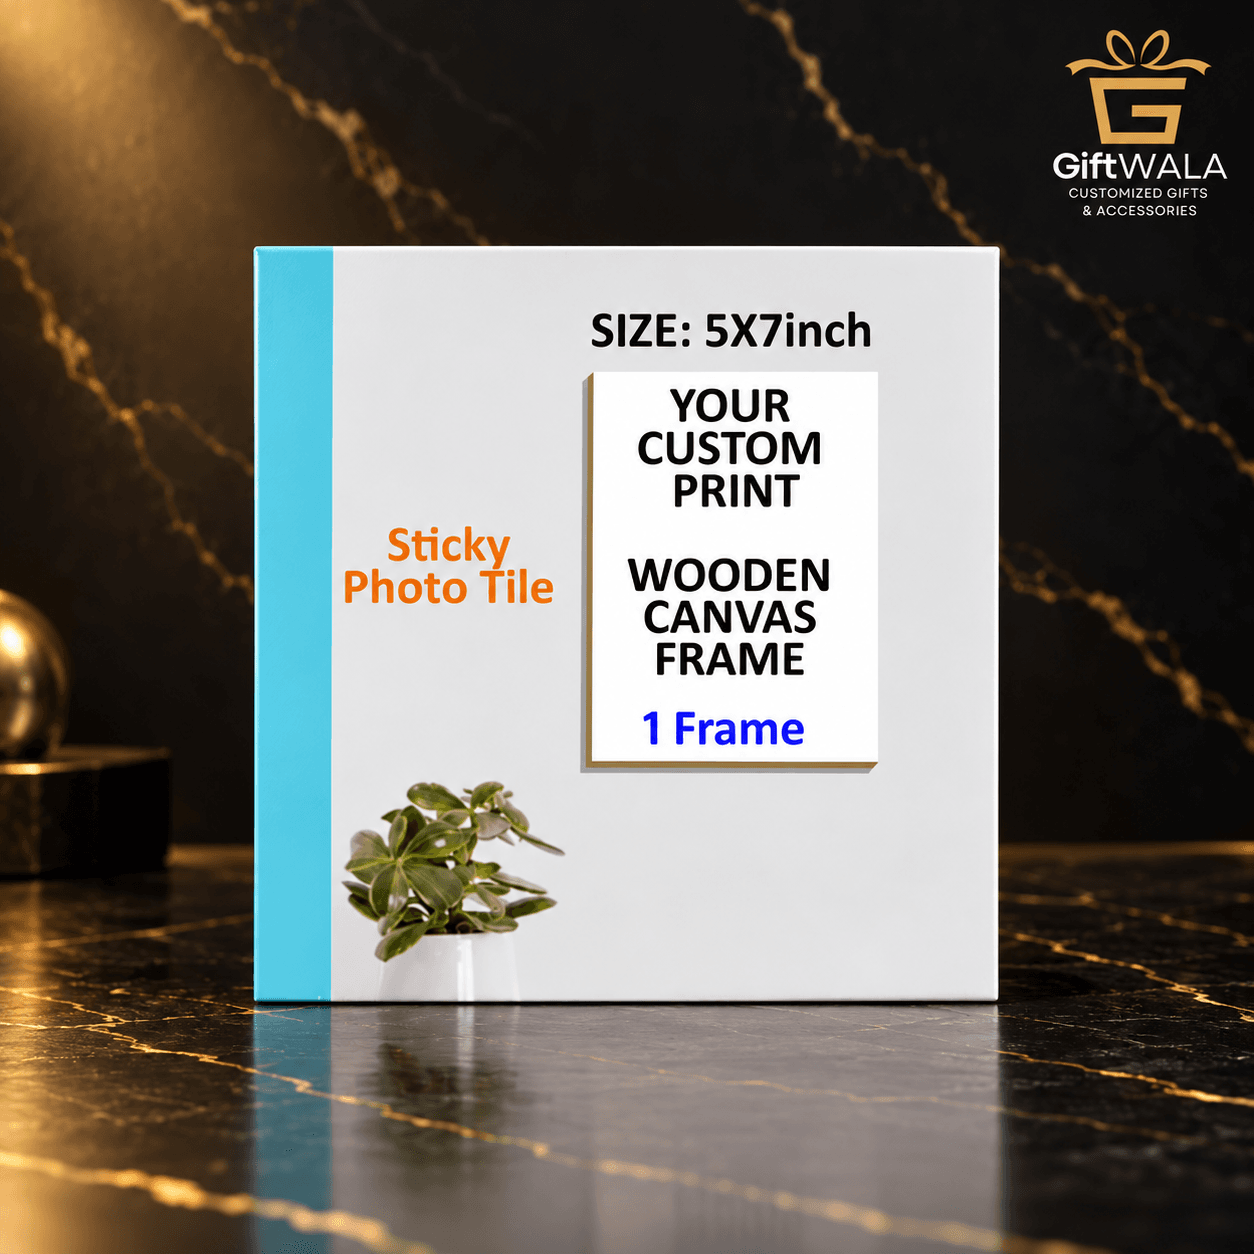 GiftWALA
CUSTOMIZED GIFTS
& ACCESSORIES
SIZE: 5X7inch
YOUR
CUSTOM
PRINT
WOODEN
CANVAS
FRAME
1 Frame
Sticky
Photo Tile